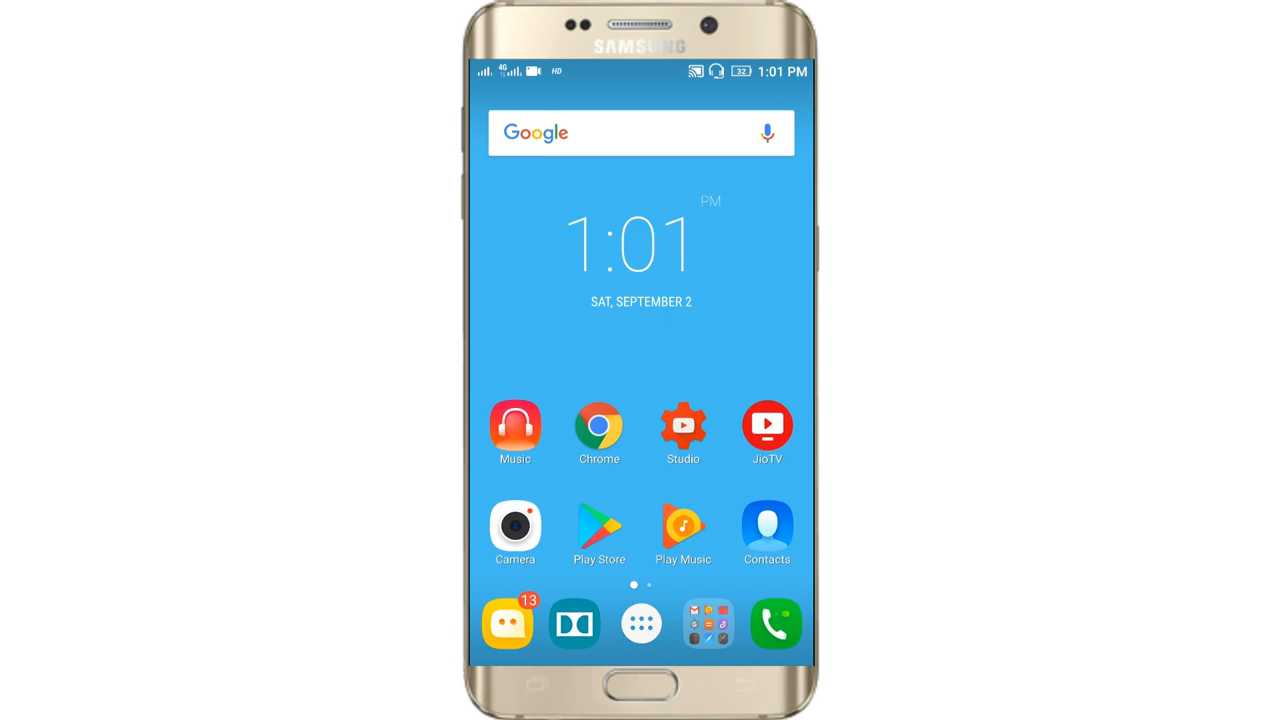 SAMSUNG
4G HD 32 1:01 PM
Google
PM
1:01
SAT, SEPTEMBER 2
Music Chrome Studio JioTV
Camera Play Store Play Music Contacts
13